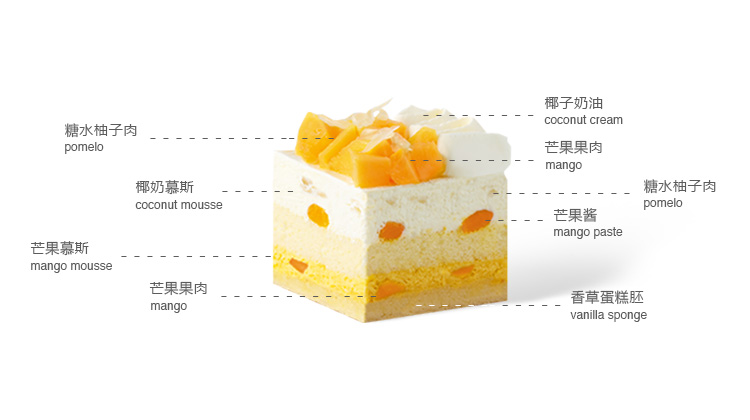 椰子奶油
coconut cream
糖水柚子肉
pomelo
芒果果肉
mango
椰奶慕斯
coconut mousse
糖水柚子肉
pomelo
芒果酱
mango paste
芒果慕斯
mango mousse
芒果果肉
mango
香草蛋糕胚
vanilla sponge